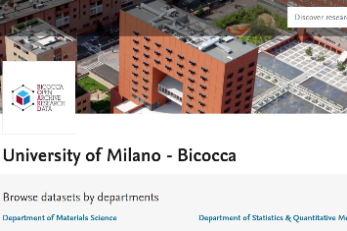 Discover resear
BICOCCA
OPEN
ARCHIVE
RESEARCH
DATA
University of Milano - Bicocca
Browse datasets by departments
Department of Materials Science
Department of Statistics & Quantitative Me